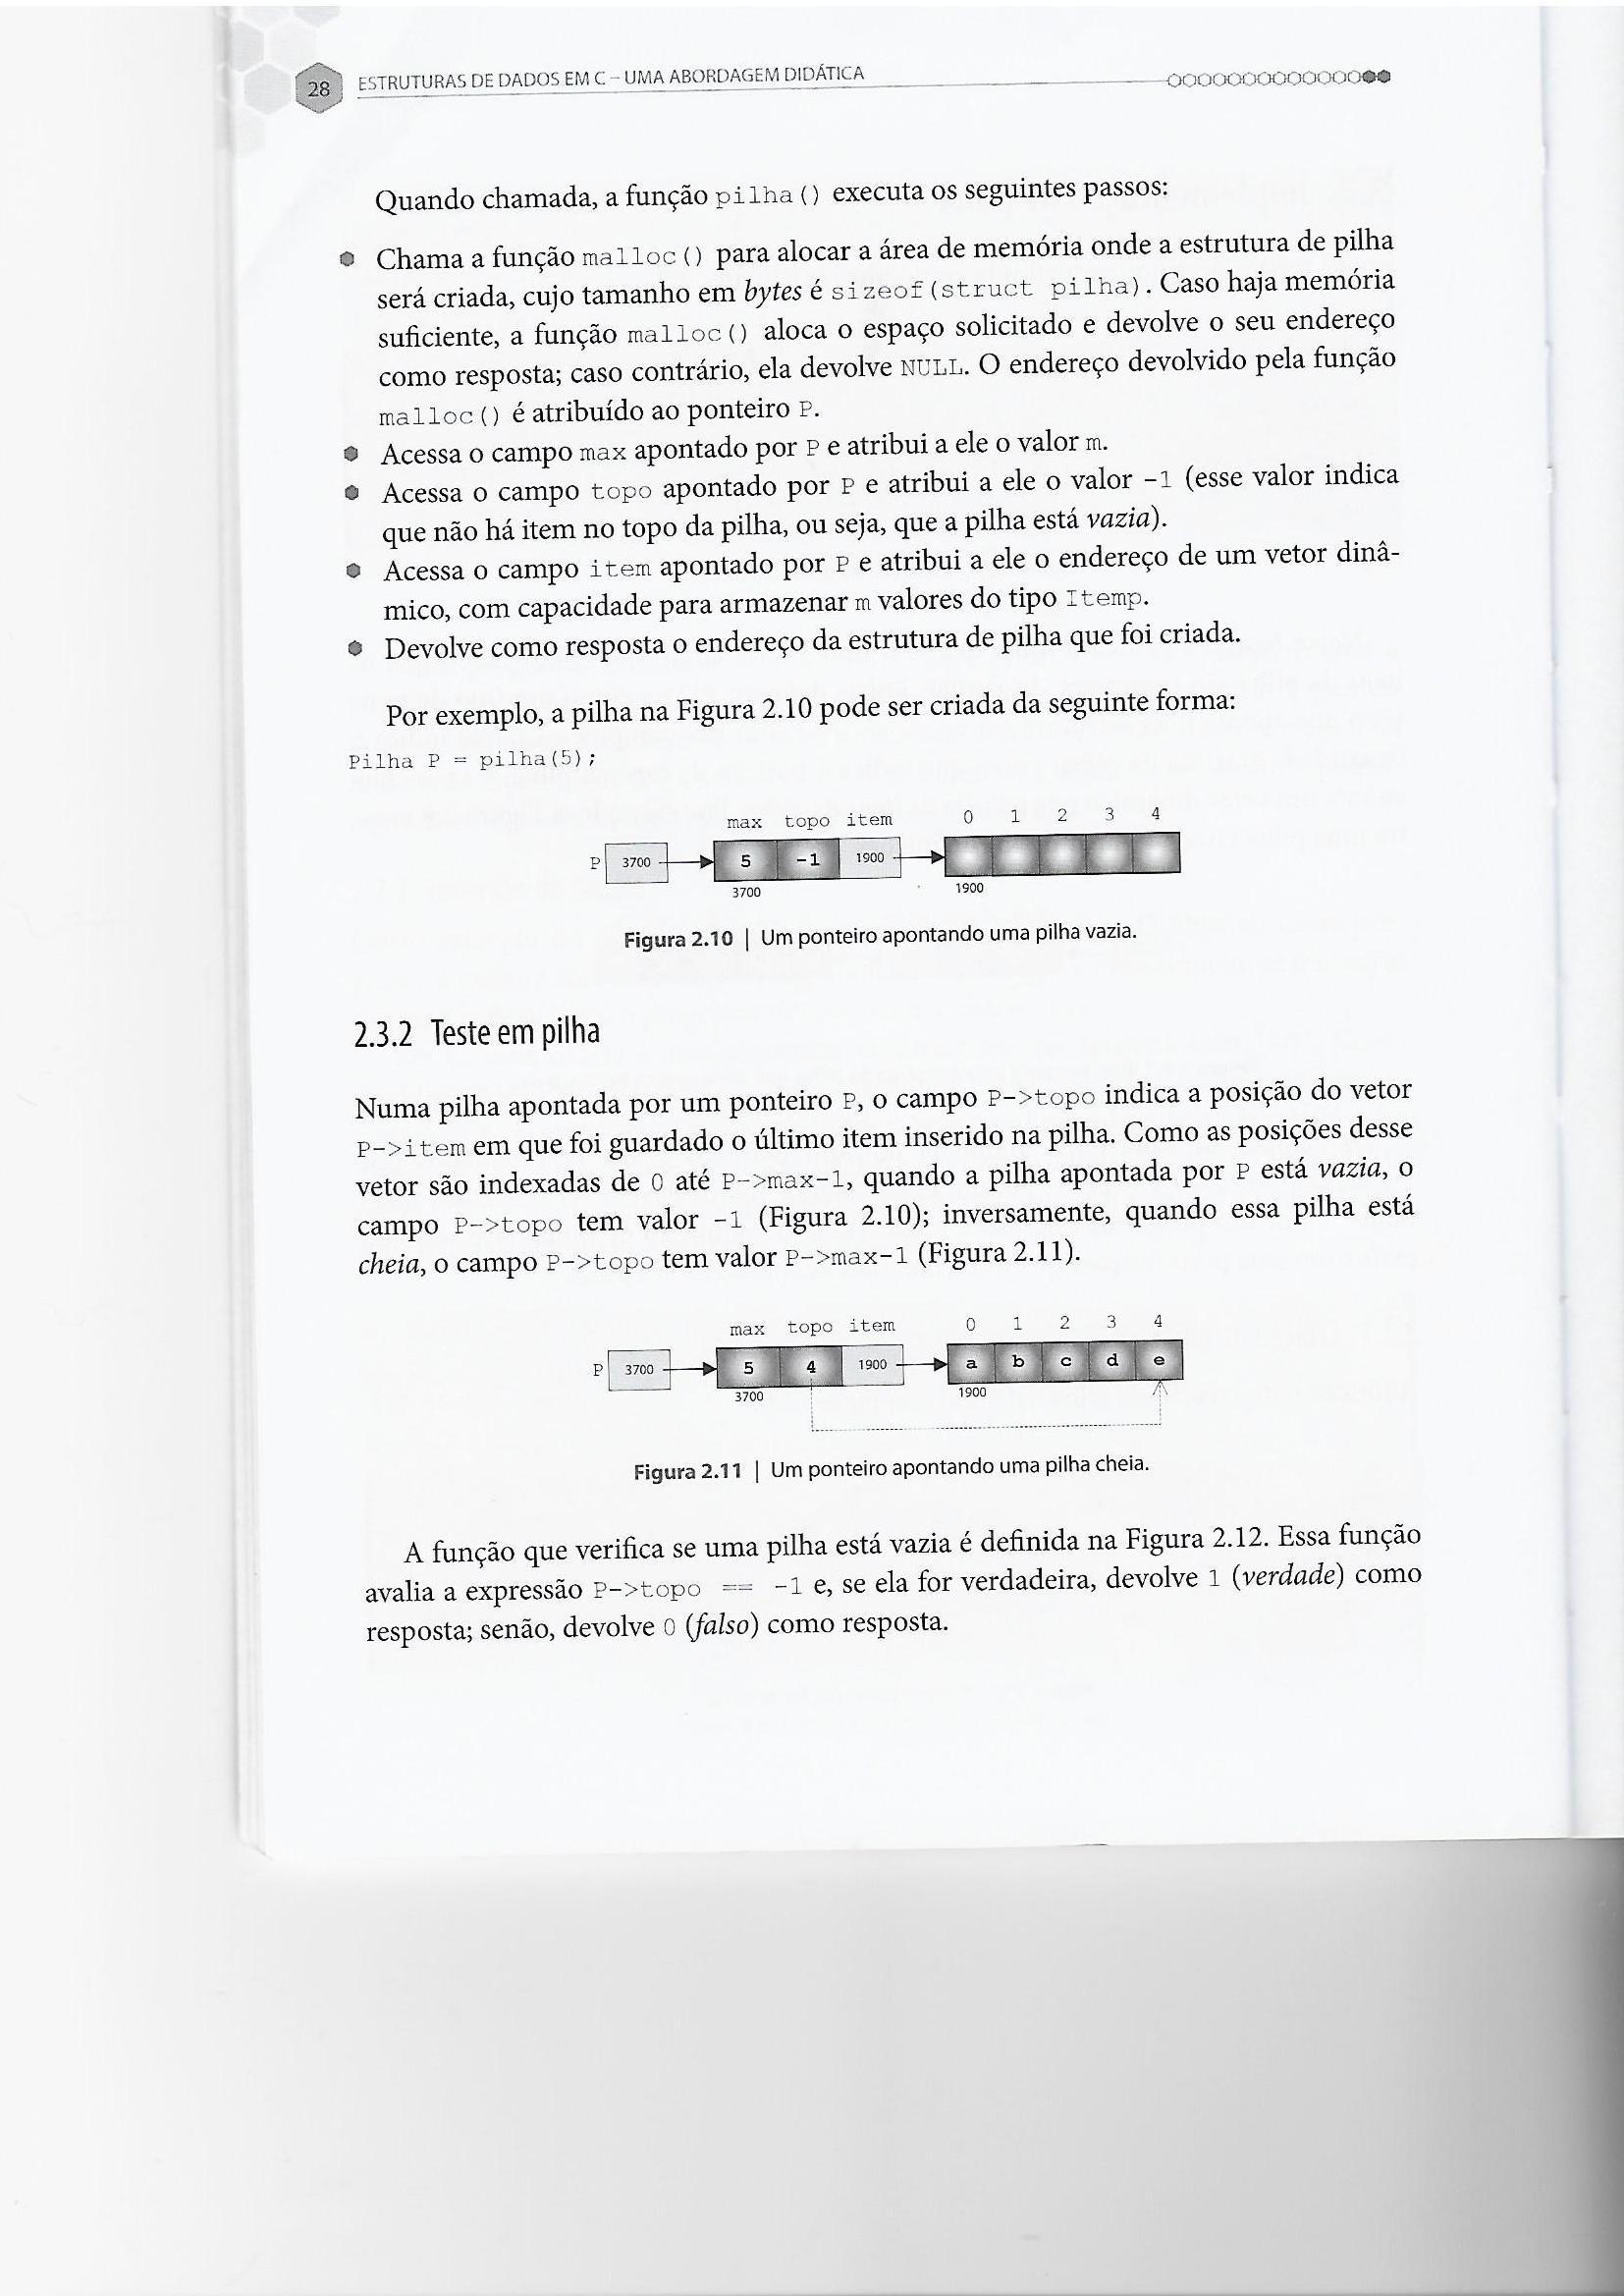 28 ESTRUTURAS DE DADOS EM C – UMA ABORDAGEM DIDÁTICA
Quando chamada, a função pilha() executa os seguintes passos:
Chama a função malloc() para alocar a área de memória onde a estrutura de pilha
será criada, cujo tamanho em bytes é sizeof(struct pilha). Caso haja memória
suficiente, a função malloc() aloca o espaço solicitado e devolve o seu endereço
como resposta; caso contrário, ela devolve NULL. O endereço devolvido pela função
malloc() é atribuído ao ponteiro P.
Acessa o campo max apontado por P e atribui a ele o valor m.
Acessa o campo topo apontado por P e atribui a ele o valor -1 (esse valor indica
que não há item no topo da pilha, ou seja, que a pilha está vazia).
Acessa o campo item apontado por P e atribui a ele o endereço de um vetor dinâ-
mico, com capacidade para armazenar m valores do tipo Itemp.
Devolve como resposta o endereço da estrutura de pilha que foi criada.
Por exemplo, a pilha na Figura 2.10 pode ser criada da seguinte forma:
Pilha P = pilha(5);
max topo item 0 1 2 3 4
P 3700 5 -1 1900
3700 1900
Figura 2.10 | Um ponteiro apontando uma pilha vazia.
2.3.2 Teste em pilha
Numa pilha apontada por um ponteiro P, o campo P->topo indica a posição do vetor
P->item em que foi guardado o último item inserido na pilha. Como as posições desse
vetor são indexadas de 0 até P->max-1, quando a pilha apontada por P está vazia, o
campo P->topo tem valor -1 (Figura 2.10); inversamente, quando essa pilha está
cheia, o campo P->topo tem valor P->max-1 (Figura 2.11).
max topo item 0 1 2 3 4
P 3700 5 4 1900 a b c d e
3700 1900
Figura 2.11 | Um ponteiro apontando uma pilha cheia.
A função que verifica se uma pilha está vazia é definida na Figura 2.12. Essa função
avalia a expressão P->topo == -1 e, se ela for verdadeira, devolve 1 (verdade) como
resposta; senão, devolve 0 (falso) como resposta.